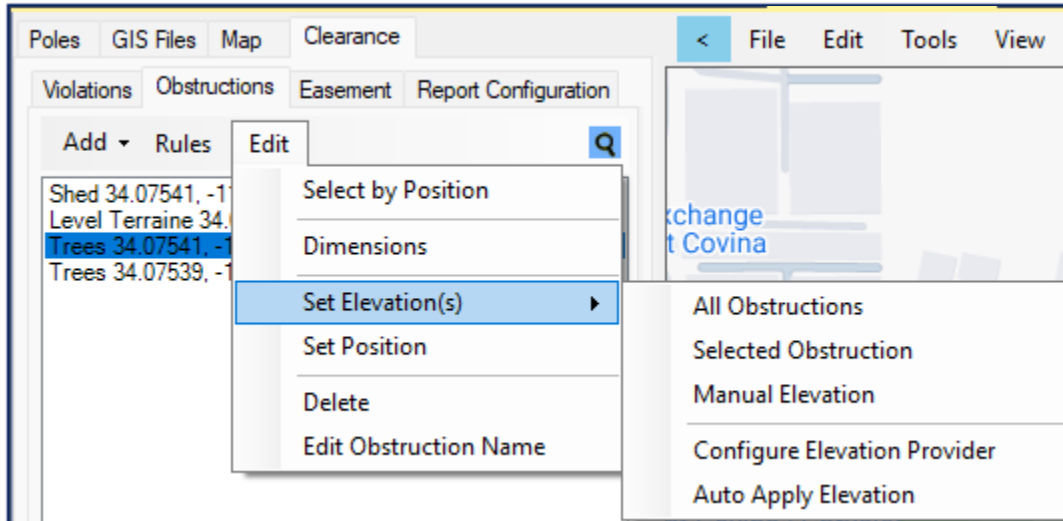 Poles GIS Files Map Clearance
< File Edit Tools View
Violations Obstructions Easement Report Configuration
Add Rules Edit
Shed 34.07541, -1
Level Terraine 34.
Trees 34.07541, -1
Trees 34.07539, -1
Select by Position
Dimensions
Set Elevation(s)
Set Position
Delete
Edit Obstruction Name
xchange
t Covina
All Obstructions
Selected Obstruction
Manual Elevation
Configure Elevation Provider
Auto Apply Elevation